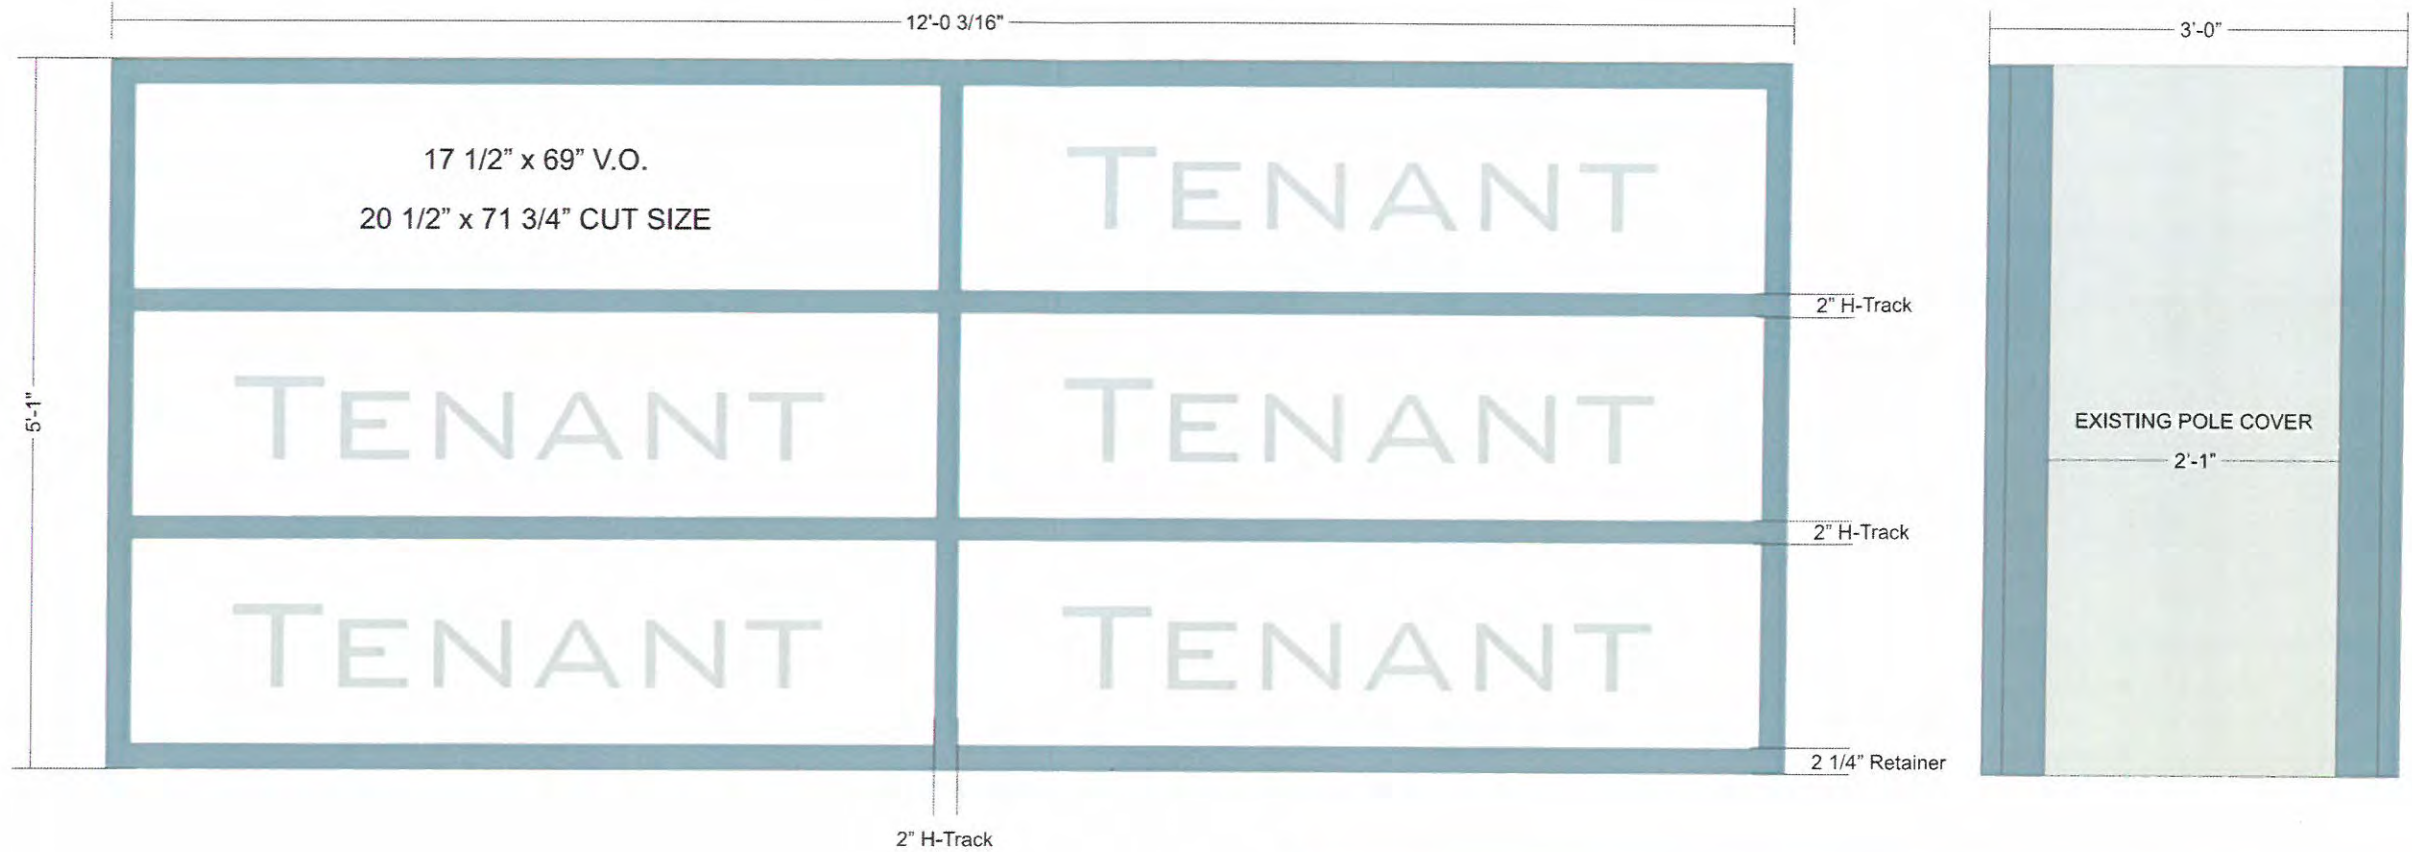 12'-0 3/16"
3'-0"
17 1/2" x 69" V.O.
20 1/2" x 71 3/4" CUT SIZE
TENANT
2" H-Track
5'-1"
TENANT
TENANT
EXISTING POLE COVER
2'-1"
2" H-Track
TENANT
TENANT
2 1/4" Retainer
2" H-Track